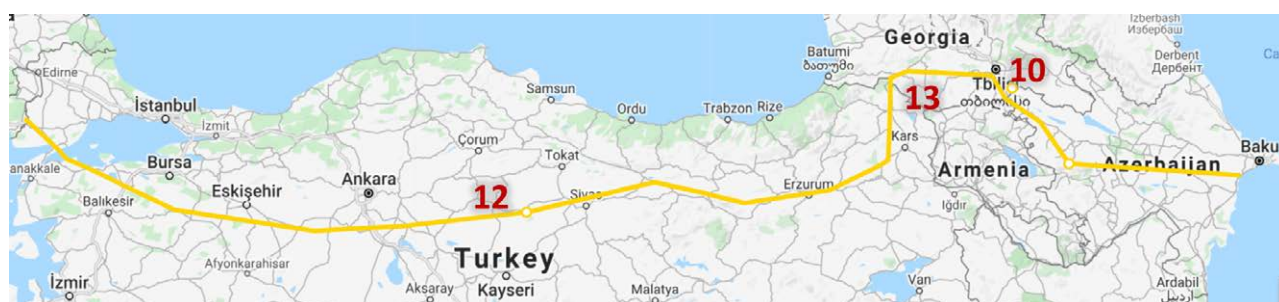 Izberbash
Избербаш
Georgia
Derbent
Дербент
Batumi
ბათუმი
Edirne
10
Tbilisi
თბილისი
13
Samsun
İstanbul
Ordu
Trabzon
Rize
İzmit
Kars
Çorum
Tokat
Baku
Bursa
Armenia
Azerbaijan
anakkale
Ankara
Eskişehir
Erzurum
Sivas
12
Iğdır
Balıkesir
Turkey
Afyonkarahisar
Van
Ardabil
İzmir
Aksaray
Kayseri
Malatya